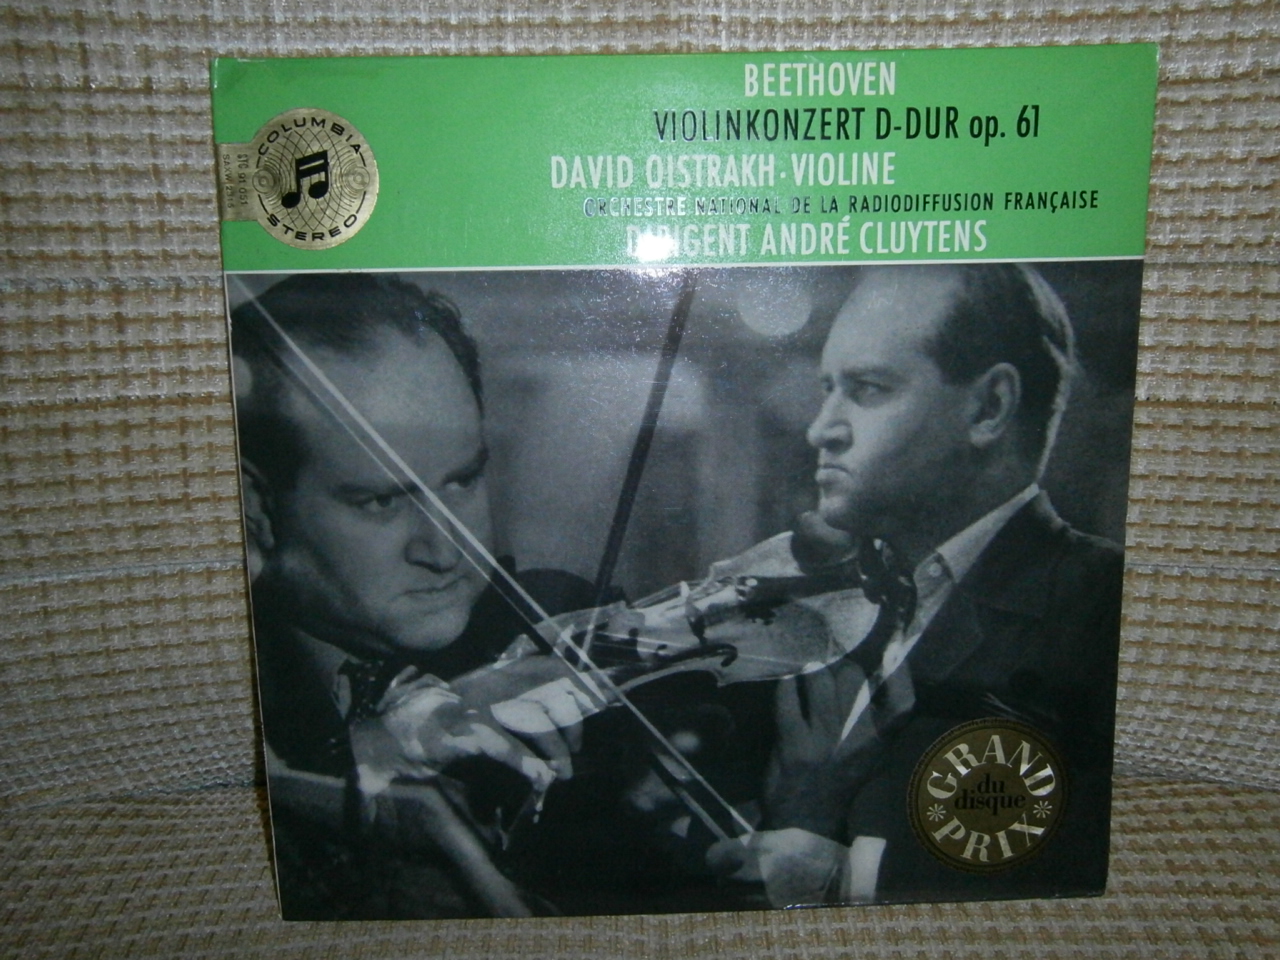 BEETHOVEN
VIOLINKONZERT D-DUR op. 61
DAVID OISTRAKH · VIOLINE
ORCHESTRE NATIONAL DE LA RADIODIFFUSION FRANÇAISE
DIRIGENT ANDRÉ CLUYTENS
COLUMBIA
STEREO
GRAND
du
disque
PRIX